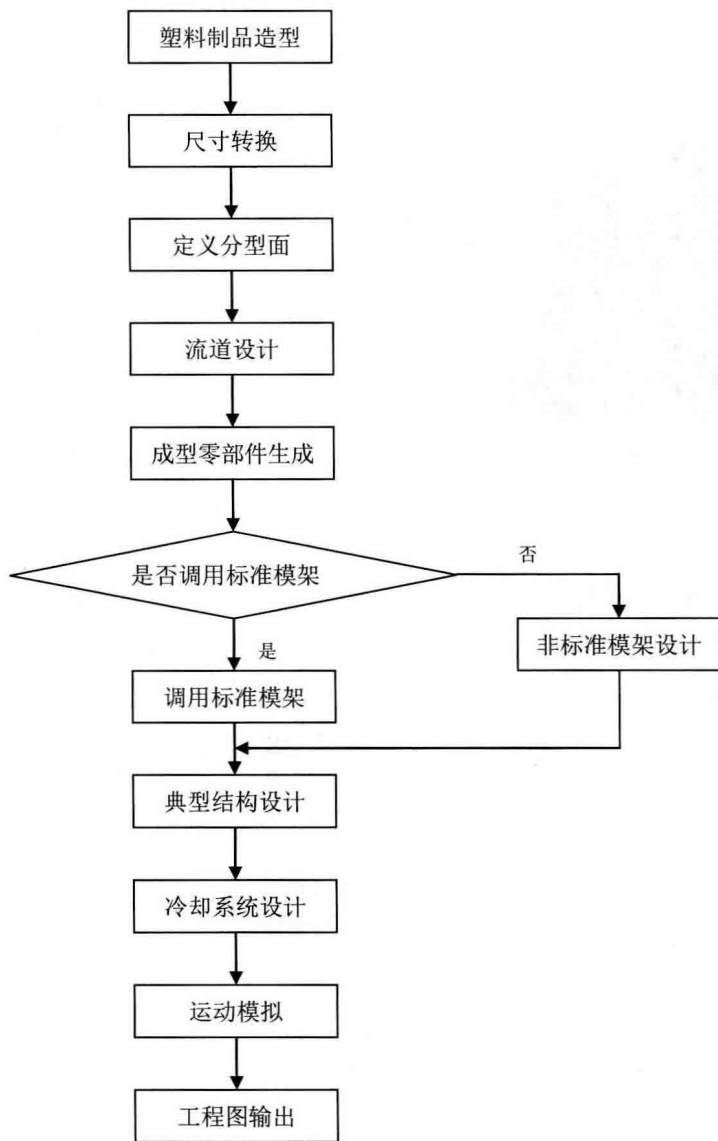 塑料制品造型
尺寸转换
定义分型面
流道设计
成型零部件生成
是否调用标准模架
否
非标准模架设计
是
调用标准模架
典型结构设计
冷却系统设计
运动模拟
工程图输出